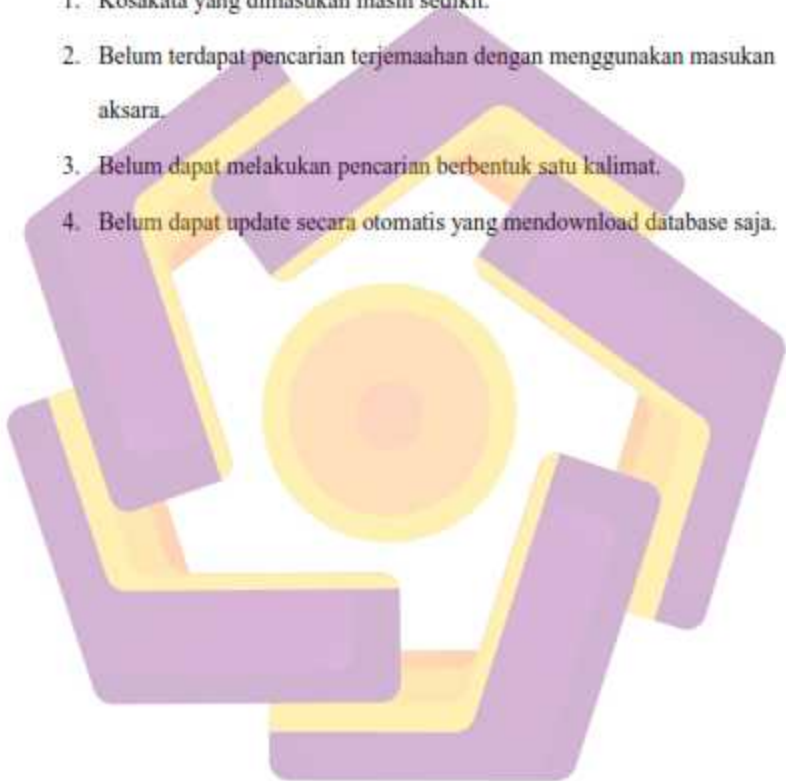 1. Kosakata yang dimasukan masih sedikit.
2. Belum terdapat pencarian terjemaahan dengan menggunakan masukan
aksara.
3. Belum dapat melakukan pencarian berbentuk satu kalimat.
4. Belum dapat update secara otomatis yang mendownload database saja.